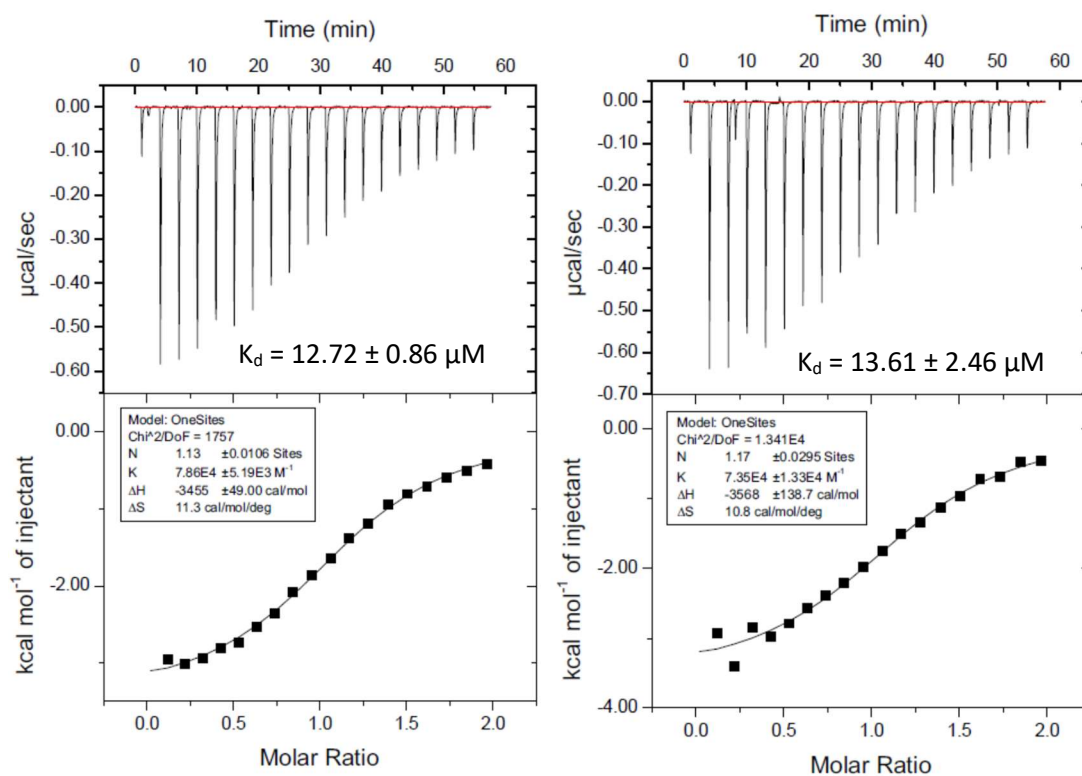 Time (min)
0 10 20 30 40 50 60
0.00
-0.10
-0.20
-0.30
-0.40
-0.50
-0.60
µcal/sec
K_d = 12.72 ± 0.86 µM
0.00
-2.00
kcal mol⁻¹ of injectant
Model: OneSites
Chi^2/DoF = 1757
N 1.13 ±0.0106 Sites
K 7.86E4 ±5.19E3 M⁻¹
ΔH -3455 ±49.00 cal/mol
ΔS 11.3 cal/mol/deg
0.0 0.5 1.0 1.5 2.0
Molar Ratio
Time (min)
0 10 20 30 40 50 60
0.00
-0.10
-0.20
-0.30
-0.40
-0.50
-0.60
-0.70
µcal/sec
K_d = 13.61 ± 2.46 µM
0.00
-2.00
-4.00
kcal mol⁻¹ of injectant
Model: OneSites
Chi^2/DoF = 1.341E4
N 1.17 ±0.0295 Sites
K 7.35E4 ±1.33E4 M⁻¹
ΔH -3568 ±138.7 cal/mol
ΔS 10.8 cal/mol/deg
0.0 0.5 1.0 1.5 2.0
Molar Ratio